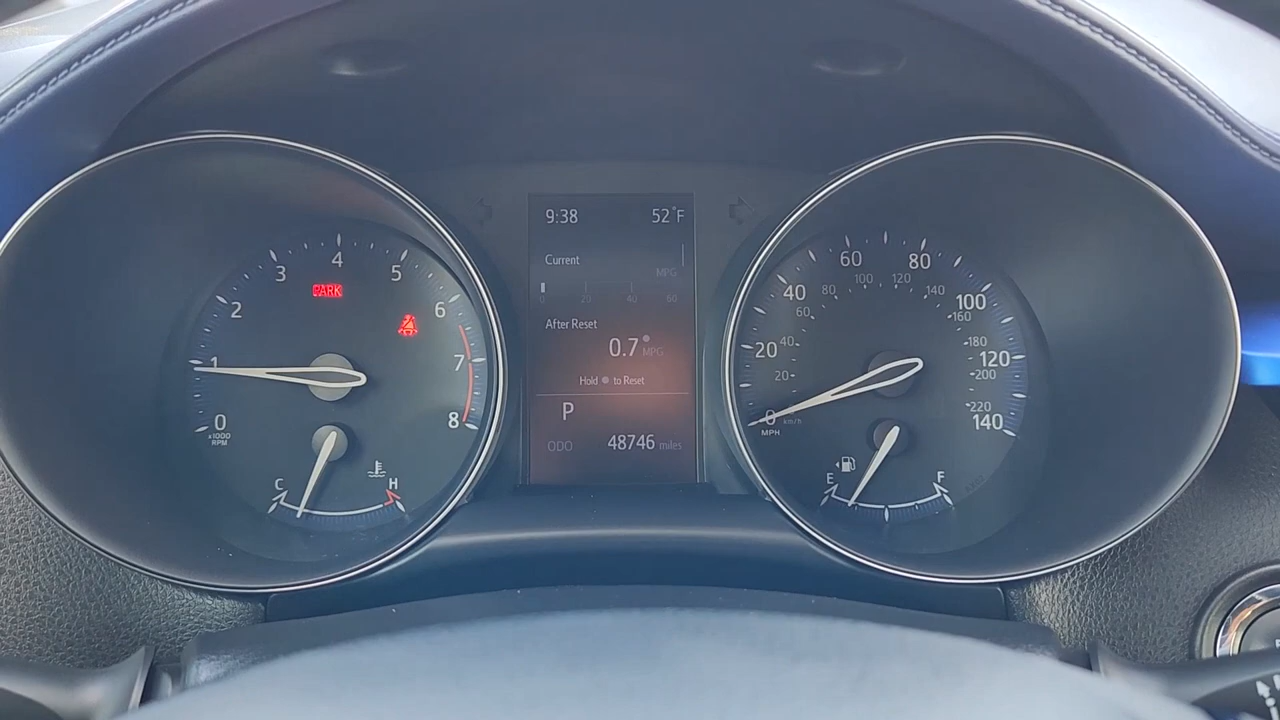 9:38 52°F
Current
MPG
0 20 40 60
After Reset
0.7 MPG
Hold to Reset
P
ODO 48746 miles
0 1 2 3 4 5 6 7 8
x1000
RPM
PARK
C H
0 20 40 60 80 100 120 140
MPH
km/h
20 40 60 80 100 120 140 160 180 200 220
E F